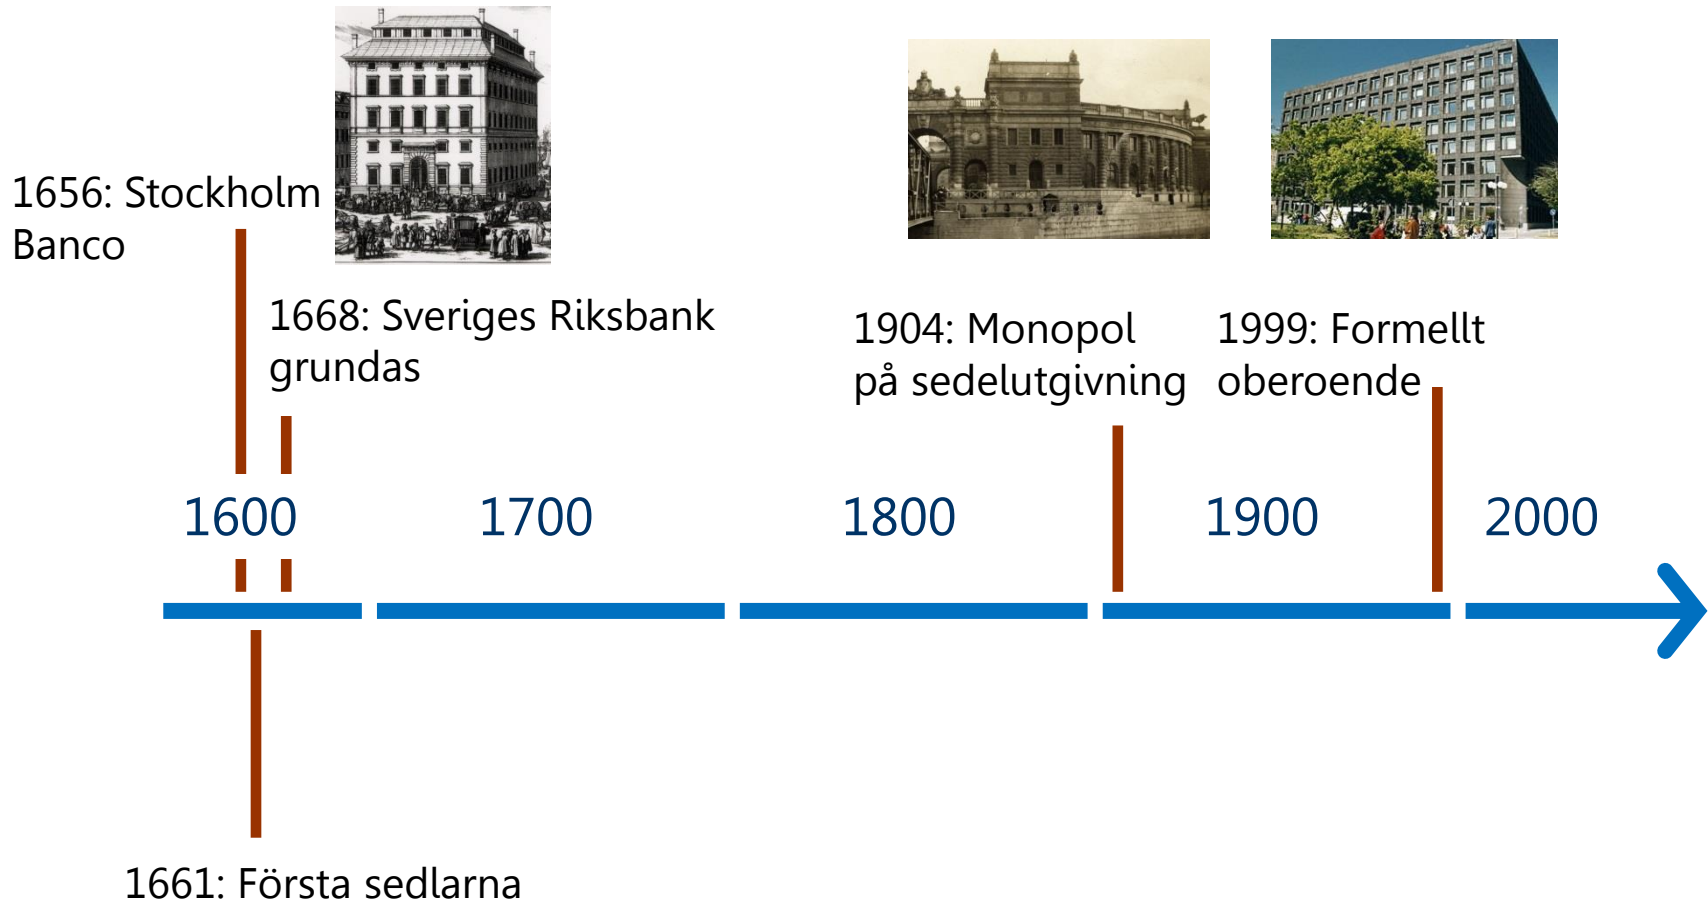 1656: Stockholm
Banco
1668: Sveriges Riksbank
grundas
1904: Monopol
på sedelutgivning
1999: Formellt
oberoende
1600
1700
1800
1900
2000
1661: Första sedlarna